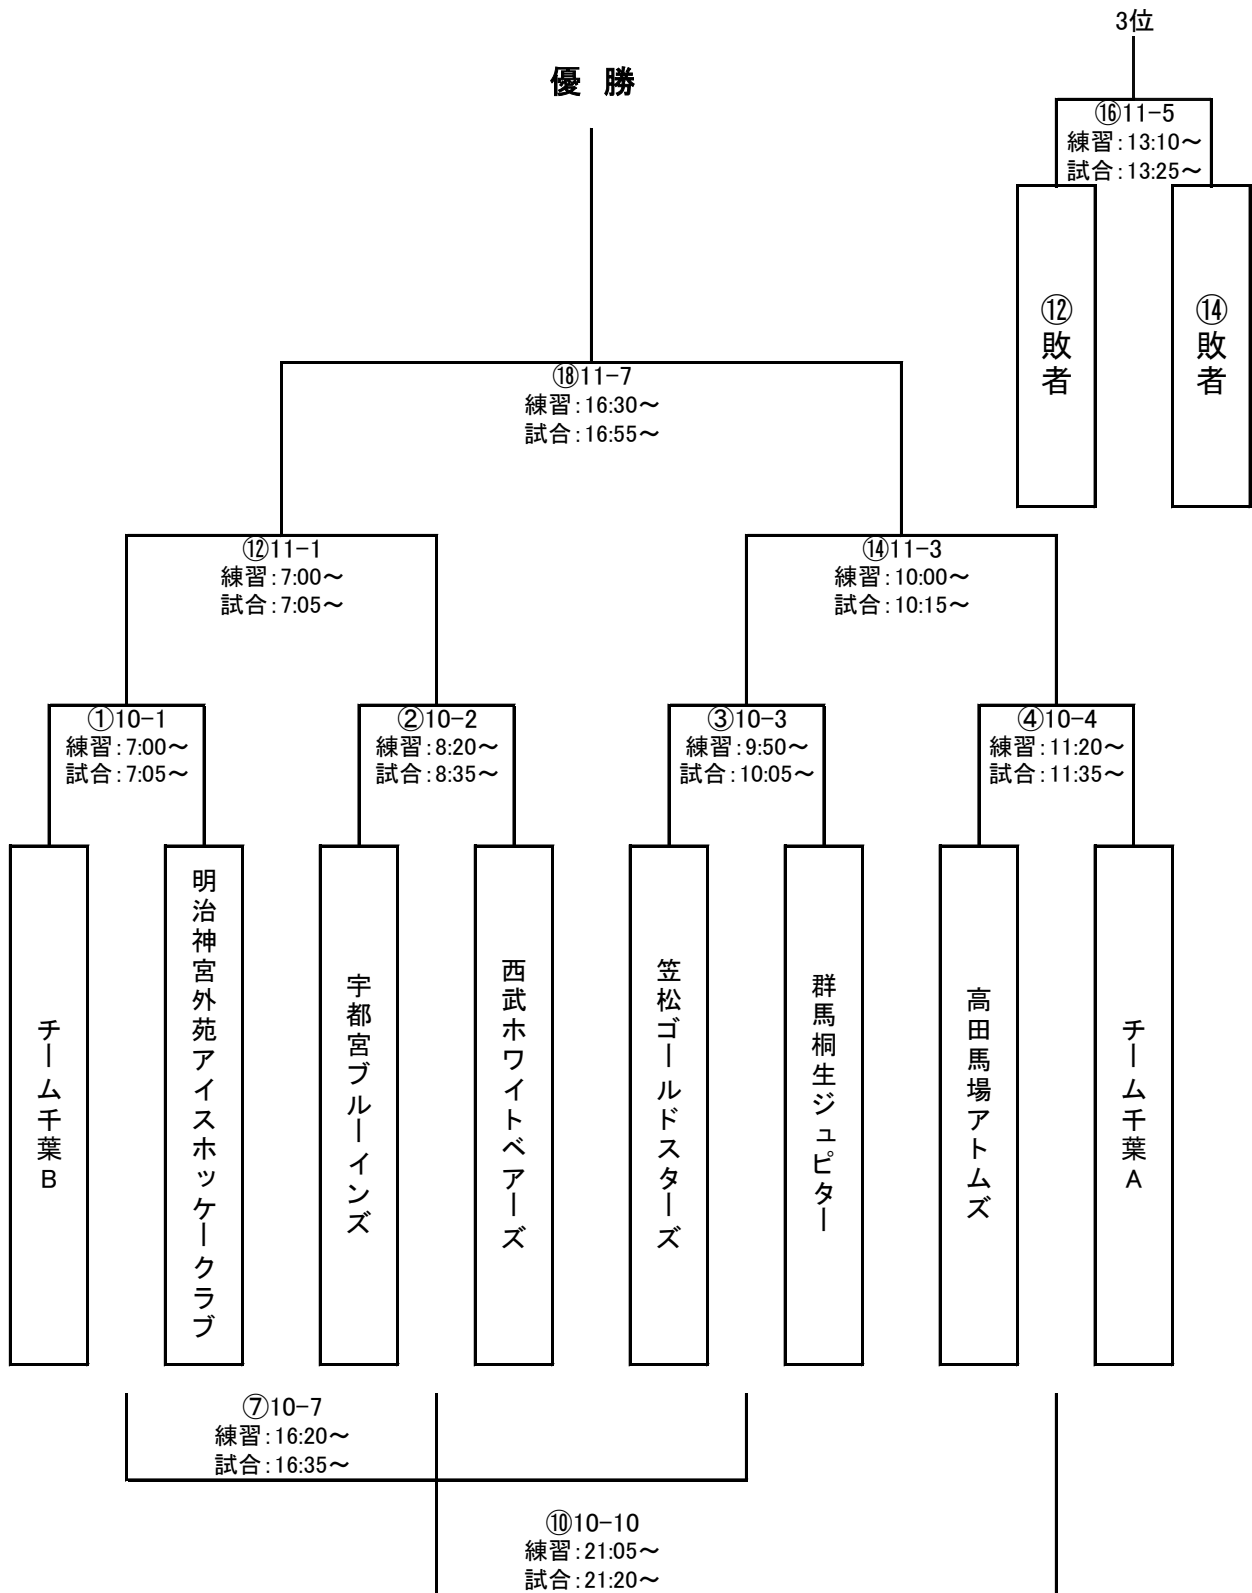 3位
優 勝
⑯11-5
練習:13:10～
試合:13:25～
⑫敗者
⑭敗者
⑱11-7
練習:16:30～
試合:16:55～
⑫11-1
練習:7:00～
試合:7:05～
⑭11-3
練習:10:00～
試合:10:15～
①10-1
練習:7:00～
試合:7:05～
②10-2
練習:8:20～
試合:8:35～
③10-3
練習:9:50～
試合:10:05～
④10-4
練習:11:20～
試合:11:35～
チーム千葉B
明治神宮外苑アイスホッケークラブ
宇都宮ブルーインズ
西武ホワイトベアーズ
笠松ゴールドスターズ
群馬桐生ジュピター
高田馬場アトムズ
チーム千葉A
⑦10-7
練習:16:20～
試合:16:35～
⑩10-10
練習:21:05～
試合:21:20～